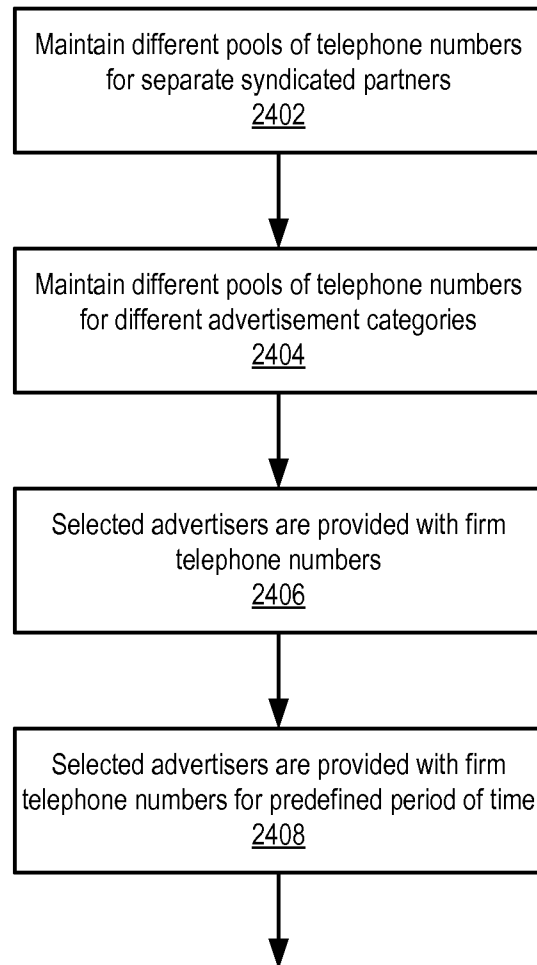 Maintain different pools of telephone numbers
for separate syndicated partners
2402
Maintain different pools of telephone numbers
for different advertisement categories
2404
Selected advertisers are provided with firm
telephone numbers
2406
Selected advertisers are provided with firm
telephone numbers for predefined period of time
2408